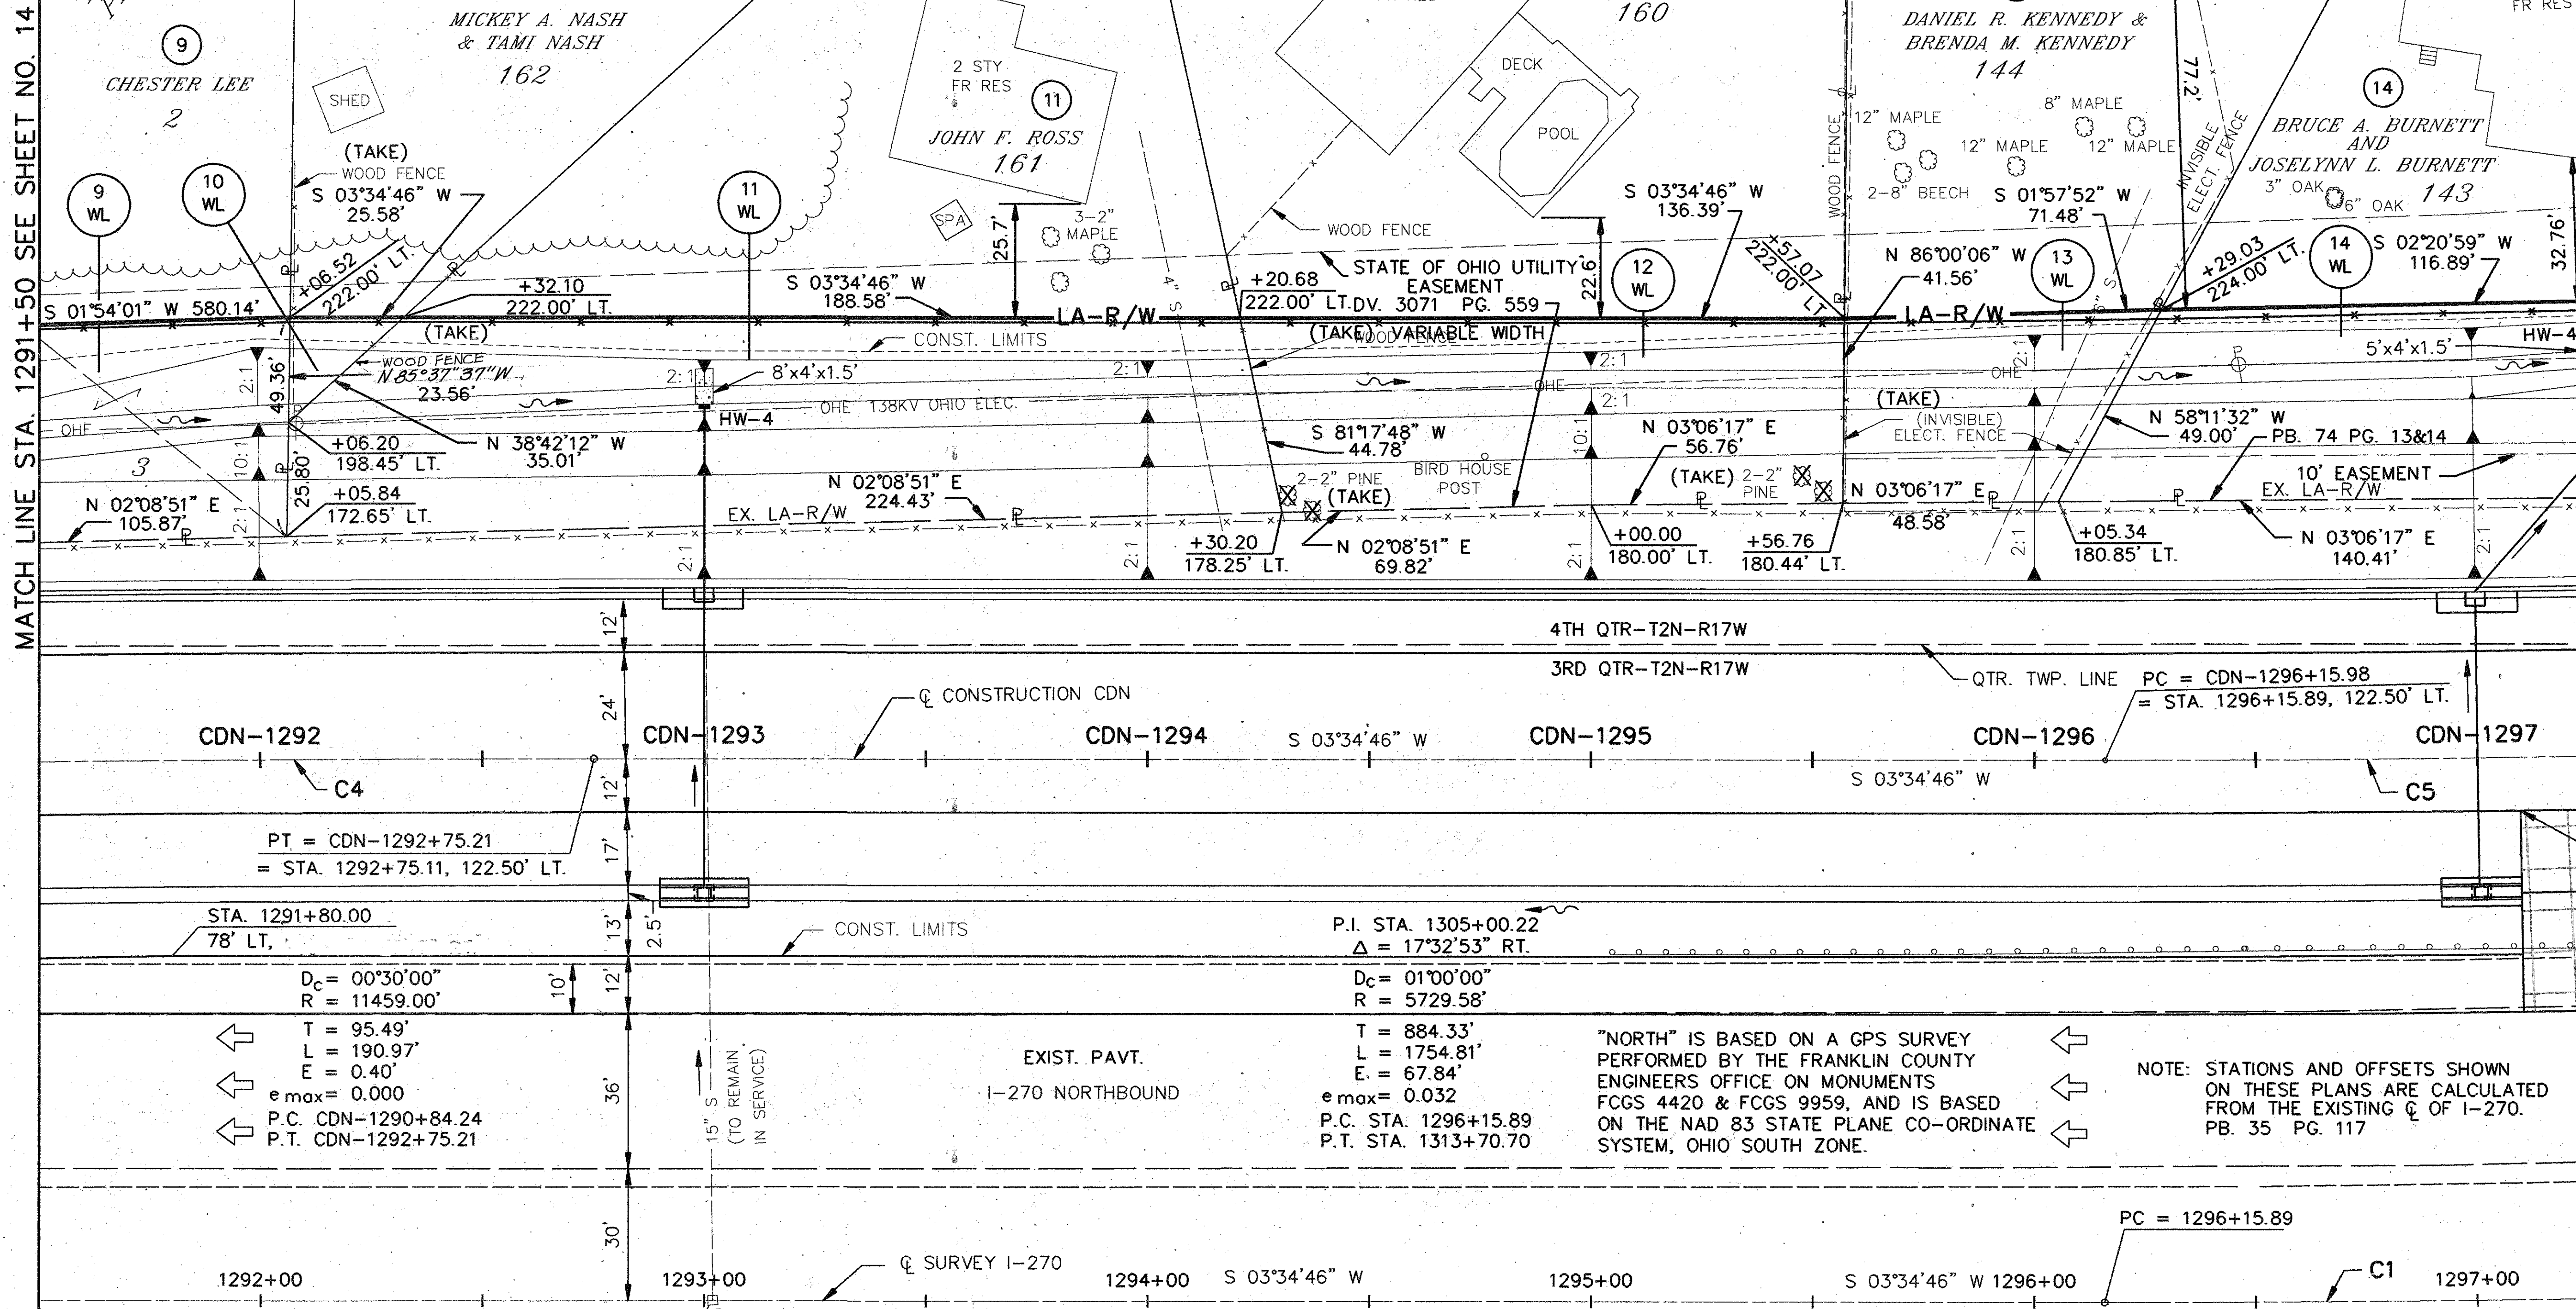 MATCH LINE STA. 1291+50 SEE SHEET NO. 14
9
CHESTER LEE
2
MICKEY A. NASH
& TAMI NASH
162
SHED
(TAKE)
WOOD FENCE
S 03°34'46" W
25.58'
9
WL
10
WL
11
WL
2 STY
FR RES
11
JOHN F. ROSS
161
SPA
3-2"
MAPLE
25.7'
4" S
160
DECK
POOL
WOOD FENCE
STATE OF OHIO UTILITY
EASEMENT
DV. 3071 PG. 559
VARIABLE WIDTH
22.6'
12
WL
S 03°34'46" W
136.39'
+57.07
222.00' LT.
WOOD FENCE
DANIEL R. KENNEDY &
BRENDA M. KENNEDY
144
12" MAPLE
8" MAPLE
12" MAPLE
12" MAPLE
2-8" BEECH
S 01°57'52" W
71.48'
77.2'
INVISIBLE
ELECT. FENCE
FR RES
14
BRUCE A. BURNETT
AND
JOSELYNN L. BURNETT
143
3" OAK
6" OAK
N 86°00'06" W
41.56'
13
WL
+29.03
224.00' LT.
14
WL
S 02°20'59" W
116.89'
32.76'
S 01°54'01" W 580.14'
+06.52
222.00' LT.
+32.10
222.00' LT.
(TAKE)
S 03°34'46" W
188.58'
LA-R/W
+20.68
222.00' LT.
(TAKE)
WOOD FENCE
LA-R/W
HW-4
CONST. LIMITS
WOOD FENCE
N 85°37'37" W
23.56'
49.36'
2:1
2:1
8'x4'x1.5'
2:1
2:1
2:1
2:1
5'x4'x1.5'
OHE
OHE 138KV OHIO ELEC.
OHE
OHE
HW-4
3
+06.20
198.45' LT.
N 38°42'12" W
35.01'
10:1
25.80'
+05.84
172.65' LT.
N 02°08'51" E
105.87'
2:1
EX. LA-R/W
N 02°08'51" E
224.43'
2:1
2:1
S 81°17'48" W
44.78'
2-2" PINE
(TAKE)
BIRD HOUSE
POST
10:1
N 03°06'17" E
56.76'
(TAKE)
2-2"
PINE
(TAKE)
(INVISIBLE)
ELECT. FENCE
N 58°11'32" W
49.00'
PB. 74 PG. 13&14
10' EASEMENT
EX. LA-R/W
N 03°06'17" E
48.58'
+30.20
178.25' LT.
N 02°08'51" E
69.82'
2:1
+00.00
180.00' LT.
+56.76
180.44' LT.
2:1
+05.34
180.85' LT.
N 03°06'17" E
140.41'
2:1
12'
4TH QTR-T2N-R17W
3RD QTR-T2N-R17W
QTR. TWP. LINE
PC = CDN-1296+15.98
= STA. 1296+15.89, 122.50' LT.
24'
℄ CONSTRUCTION CDN
CDN-1292
CDN-1293
CDN-1294
S 03°34'46" W
CDN-1295
CDN-1296
CDN-1297
C4
12'
S 03°34'46" W
C5
PT = CDN-1292+75.21
= STA. 1292+75.11, 122.50' LT.
17'
STA. 1291+80.00
78' LT.
13'
2.5'
CONST. LIMITS
P.I. STA. 1305+00.22
Δ = 17°32'53" RT.
Dc= 00°30'00"
R = 11459.00'
T = 95.49'
L = 190.97'
E = 0.40'
e max= 0.000
P.C. CDN-1290+84.24
P.T. CDN-1292+75.21
10'
12'
Dc= 01°00'00"
R = 5729.58'
T = 884.33'
L = 1754.81'
E. = 67.84'
e max= 0.032
P.C. STA. 1296+15.89
P.T. STA. 1313+70.70
36'
15" S
(TO REMAIN
IN SERVICE)
EXIST. PAVT.
I-270 NORTHBOUND
"NORTH" IS BASED ON A GPS SURVEY
PERFORMED BY THE FRANKLIN COUNTY
ENGINEERS OFFICE ON MONUMENTS
FCGS 4420 & FCGS 9959, AND IS BASED
ON THE NAD 83 STATE PLANE CO-ORDINATE
SYSTEM, OHIO SOUTH ZONE.
NOTE: STATIONS AND OFFSETS SHOWN
ON THESE PLANS ARE CALCULATED
FROM THE EXISTING ℄ OF I-270.
PB. 35 PG. 117
30'
PC = 1296+15.89
℄ SURVEY I-270
1292+00
1293+00
1294+00
S 03°34'46" W
1295+00
S 03°34'46" W
1296+00
C1
1297+00